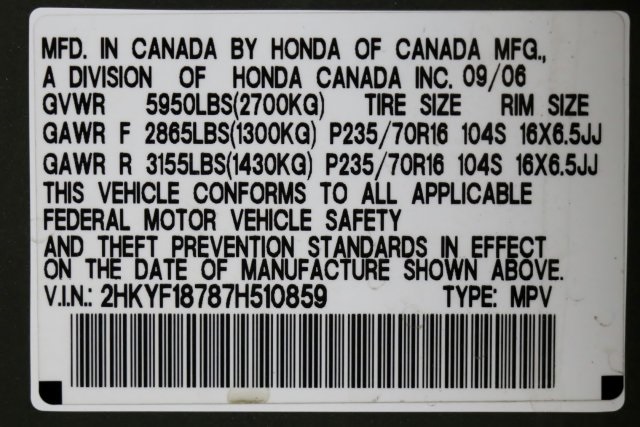 MFD. IN CANADA BY HONDA OF CANADA MFG.,
A DIVISION OF HONDA CANADA INC. 09/06
GVWR 5950LBS(2700KG) TIRE SIZE RIM SIZE
GAWR F 2865LBS(1300KG) P235/70R16 104S 16X6.5JJ
GAWR R 3155LBS(1430KG) P235/70R16 104S 16X6.5JJ
THIS VEHICLE CONFORMS TO ALL APPLICABLE
FEDERAL MOTOR VEHICLE SAFETY
AND THEFT PREVENTION STANDARDS IN EFFECT
ON THE DATE OF MANUFACTURE SHOWN ABOVE.
V.I.N.: 2HKYF18787H510859 TYPE: MPV